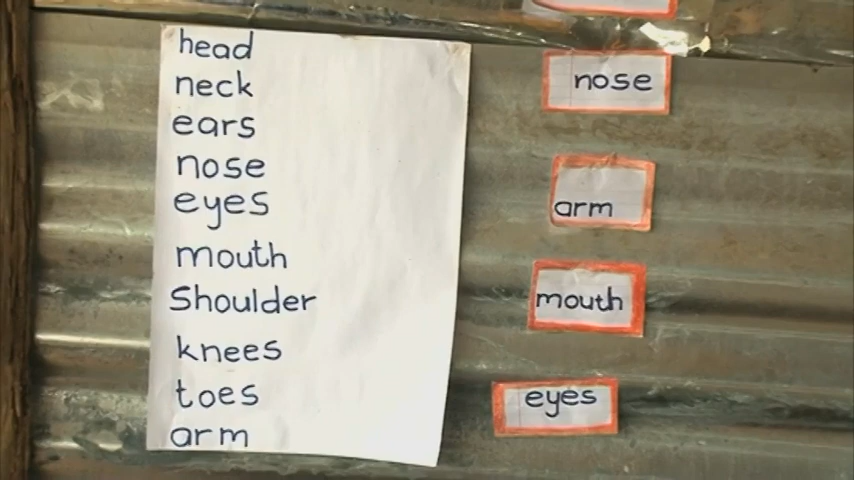 head
neck
ears
nose
eyes
mouth
Shoulder
knees
toes
arm
nose
arm
mouth
eyes